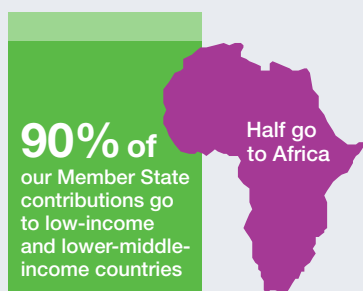 90% of
our Member State
contributions go
to low-income
and lower-middle-
income countries
Half go
to Africa